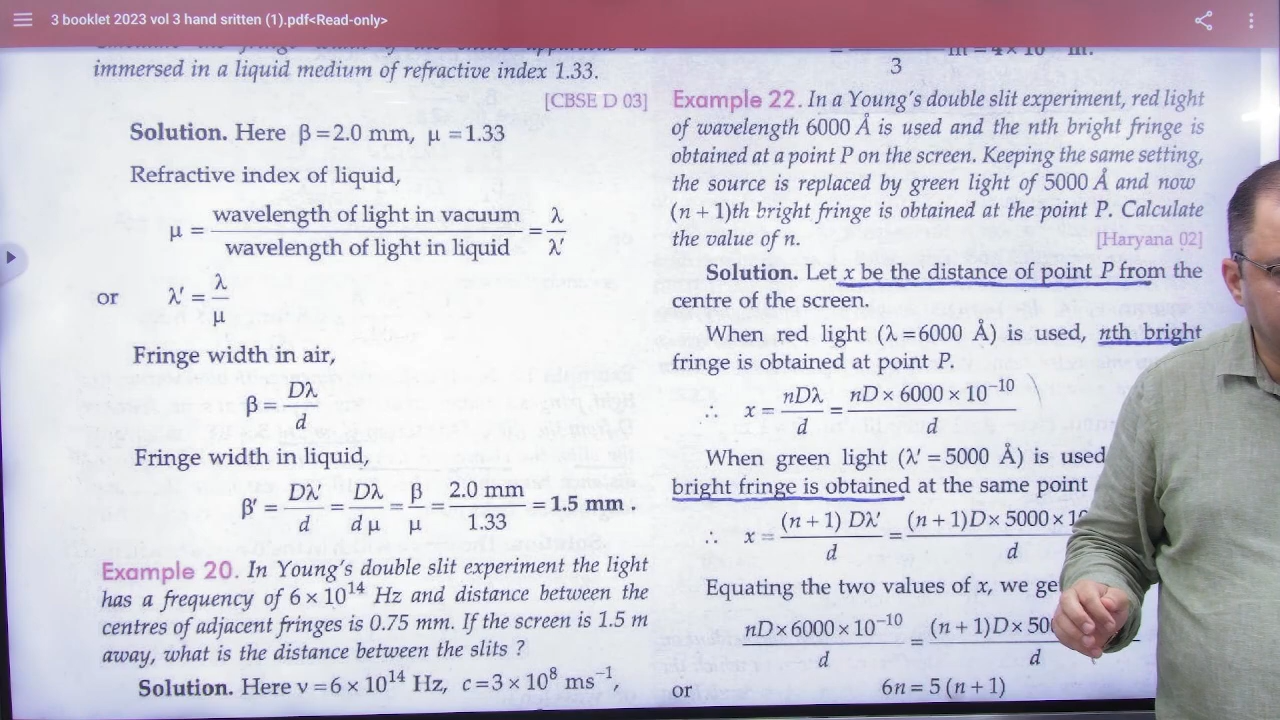 3 booklet 2023 vol 3 hand sritten (1).pdf<Read-only>
immersed in a liquid medium of refractive index 1.33.
[CBSE D 03]
Solution. Here β = 2.0 mm, μ = 1.33
Refractive index of liquid,
μ = wavelength of light in vacuum / wavelength of light in liquid = λ / λ′
or λ′ = λ / μ
Fringe width in air,
β = Dλ / d
Fringe width in liquid,
β′ = Dλ′ / d = Dλ / d μ = β / μ = 2.0 mm / 1.33 = 1.5 mm .
Example 20. In Young's double slit experiment the light
has a frequency of 6 × 10¹⁴ Hz and distance between the
centres of adjacent fringes is 0.75 mm. If the screen is 1.5 m
away, what is the distance between the slits ?
Solution. Here ν = 6 × 10¹⁴ Hz, c = 3 × 10⁸ ms⁻¹,
3
Example 22. In a Young's double slit experiment, red light
of wavelength 6000 Å is used and the nth bright fringe is
obtained at a point P on the screen. Keeping the same setting,
the source is replaced by green light of 5000 Å and now
(n + 1)th bright fringe is obtained at the point P. Calculate
the value of n. [Haryana 02]
Solution. Let x be the distance of point P from the
centre of the screen.
When red light (λ = 6000 Å) is used, nth bright
fringe is obtained at point P.
∴ x = nDλ / d = nD × 6000 × 10⁻¹⁰ / d
When green light (λ′ = 5000 Å) is used
bright fringe is obtained at the same point
∴ x = (n + 1) Dλ′ / d = (n + 1) D × 5000 × / d
Equating the two values of x, we
nD × 6000 × 10⁻¹⁰ / d = (n + 1) D × / d
or 6n = 5 (n + 1)